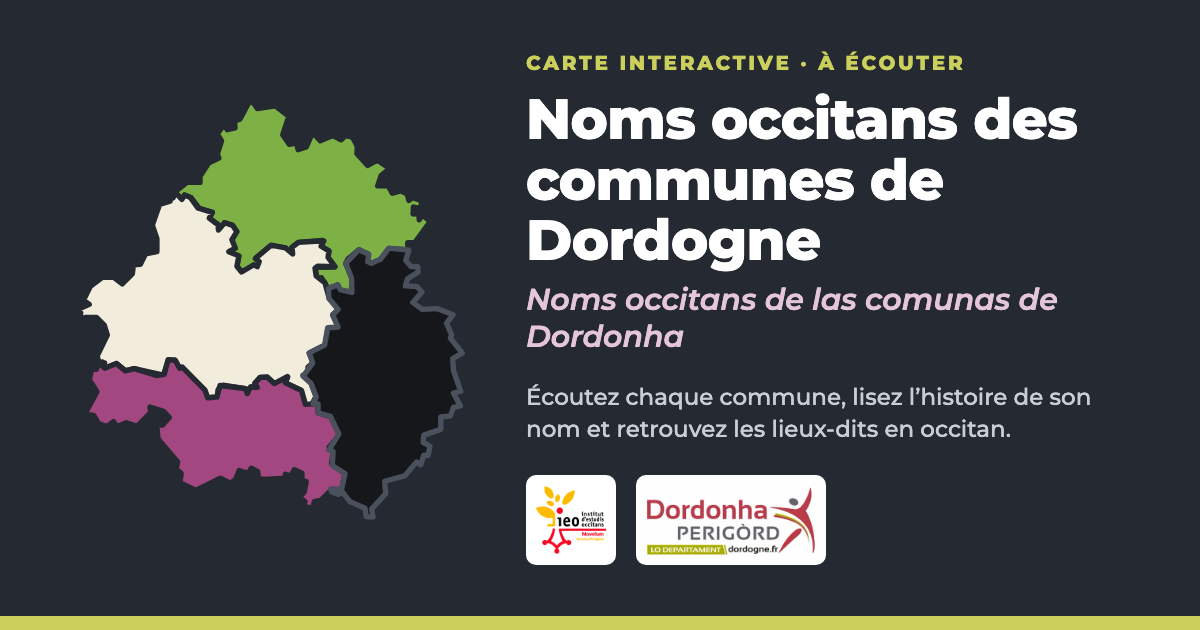 CARTE INTERACTIVE · À ÉCOUTER
Noms occitans des
communes de
Dordogne
Noms occitans de las comunas de
Dordonha
Écoutez chaque commune, lisez l’histoire de son
nom et retrouvez les lieux-dits en occitan.
ieo
Institut
d'estudis
occitans
Novelum
Dordonha
PERIGÒRD
LO DEPARTAMENT
dordogne.fr